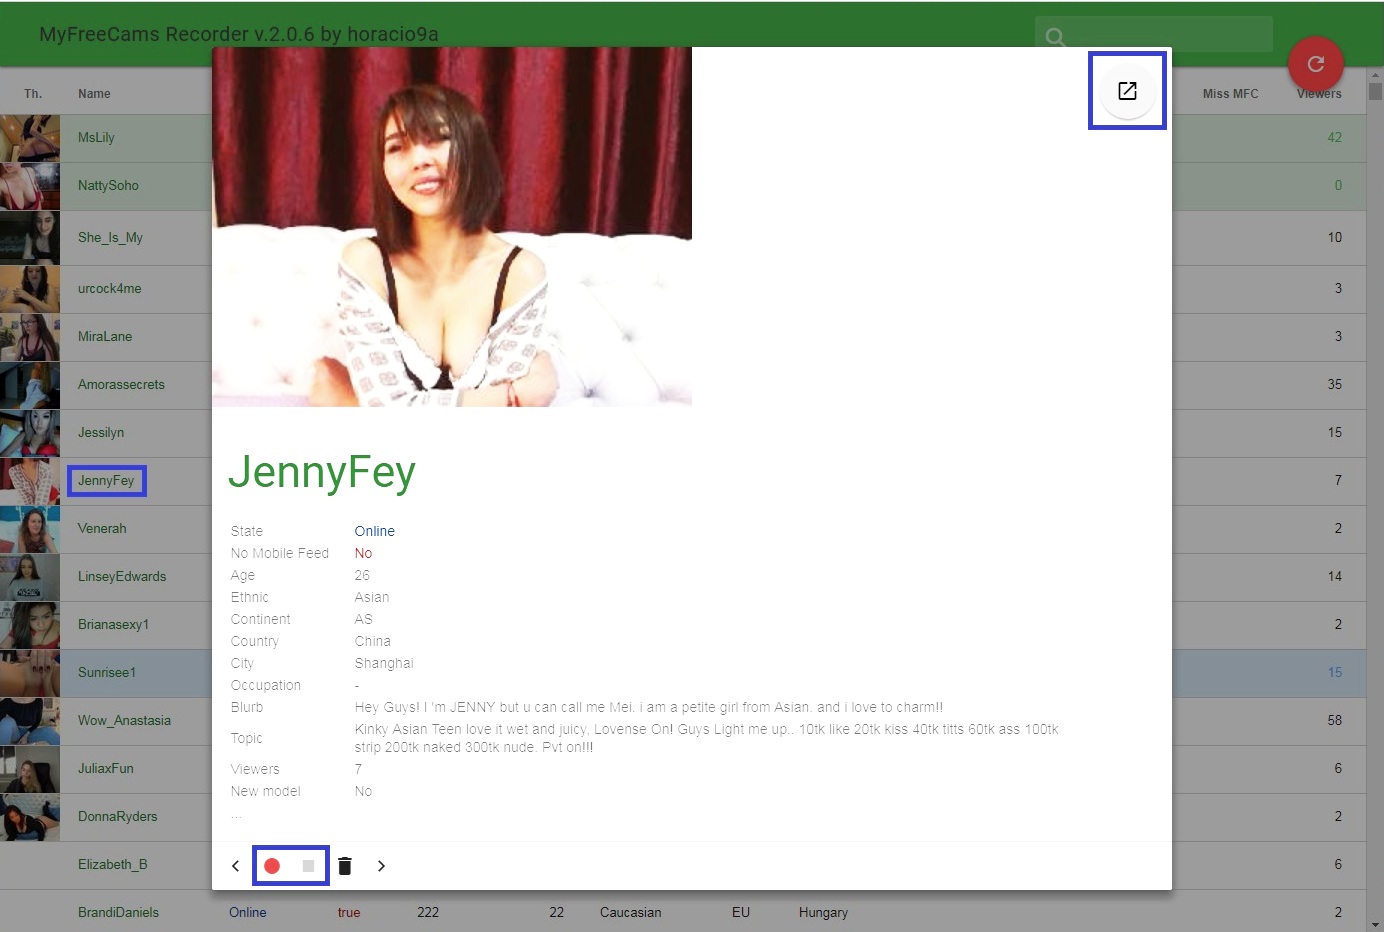 MyFreeCams Recorder v.2.0.6 by horacio9a
Th. Name Miss MFC Viewers
MsLily 42
NattySoho 0
She_Is_My 10
urcock4me 3
MiraLane 3
Amorassecrets 35
Jessilyn 15
JennyFey 7
Venerah 2
LinseyEdwards 14
Brianasexy1 2
Sunrisee1 15
Wow_Anastasia 58
JuliaxFun 6
DonnaRyders 2
Elizabeth_B 6
BrandiDaniels Online true 222 22 Caucasian EU Hungary 2
JennyFey
State Online
No Mobile Feed No
Age 26
Ethnic Asian
Continent AS
Country China
City Shanghai
Occupation -
Blurb Hey Guys! I 'm JENNY but u can call me Mei. i am a petite girl from Asian. and i love to charm!!
Topic Kinky Asian Teen love it wet and juicy, Lovense On! Guys Light me up.. 10tk like 20tk kiss 40tk titts 60tk ass 100tk
strip 200tk naked 300tk nude. Pvt on!!!
Viewers 7
New model No
...